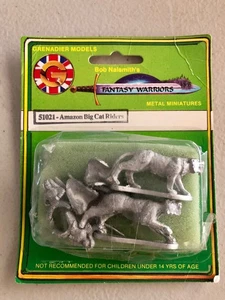 GRENADIER MODELS
G
Bob Naismith's
FANTASY WARRIORS
METAL MINIATURES
51021 - Amazon Big Cat Riders
NOT RECOMMENDED FOR CHILDREN UNDER 14 YRS OF AGE